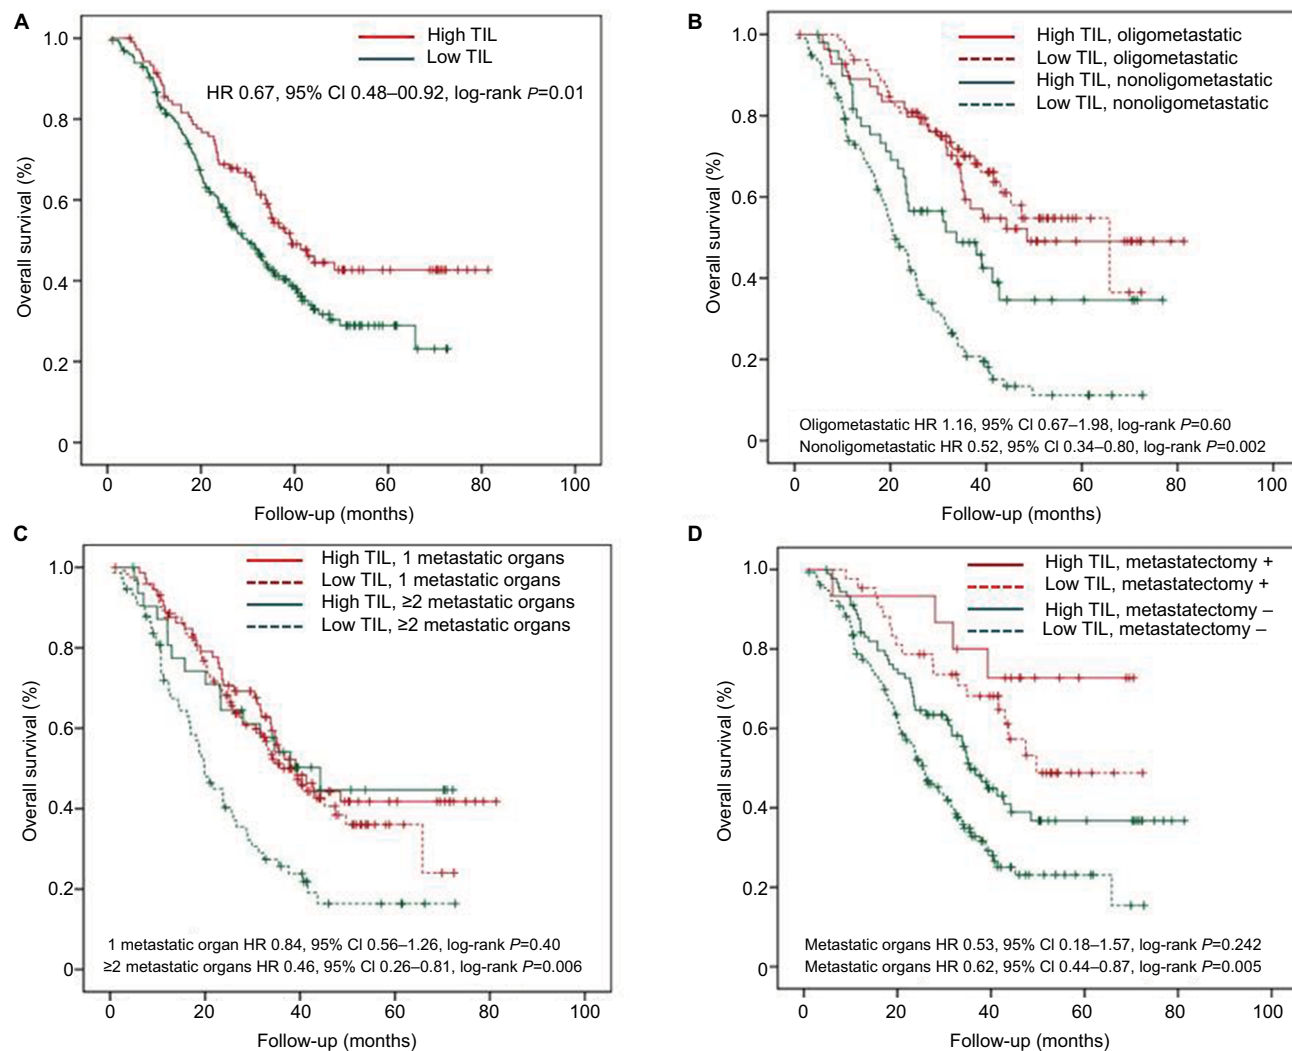 A
High TIL
Low TIL
HR 0.67, 95% CI 0.48–00.92, log-rank P=0.01
Overall survival (%)
1.0
0.8
0.6
0.4
0.2
0
0 20 40 60 80 100
Follow-up (months)
B
High TIL, oligometastatic
Low TIL, oligometastatic
High TIL, nonoligometastatic
Low TIL, nonoligometastatic
Overall survival (%)
1.0
0.8
0.6
0.4
0.2
0
Oligometastatic HR 1.16, 95% CI 0.67–1.98, log-rank P=0.60
Nonoligometastatic HR 0.52, 95% CI 0.34–0.80, log-rank P=0.002
0 20 40 60 80 100
Follow-up (months)
C
High TIL, 1 metastatic organs
Low TIL, 1 metastatic organs
High TIL, ≥2 metastatic organs
Low TIL, ≥2 metastatic organs
Overall survival (%)
1.0
0.8
0.6
0.4
0.2
0
1 metastatic organ HR 0.84, 95% CI 0.56–1.26, log-rank P=0.40
≥2 metastatic organs HR 0.46, 95% CI 0.26–0.81, log-rank P=0.006
0 20 40 60 80 100
Follow-up (months)
D
High TIL, metastatectomy +
Low TIL, metastatectomy +
High TIL, metastatectomy –
Low TIL, metastatectomy –
Overall survival (%)
1.0
0.8
0.6
0.4
0.2
0
Metastatic organs HR 0.53, 95% CI 0.18–1.57, log-rank P=0.242
Metastatic organs HR 0.62, 95% CI 0.44–0.87, log-rank P=0.005
0 20 40 60 80 100
Follow-up (months)